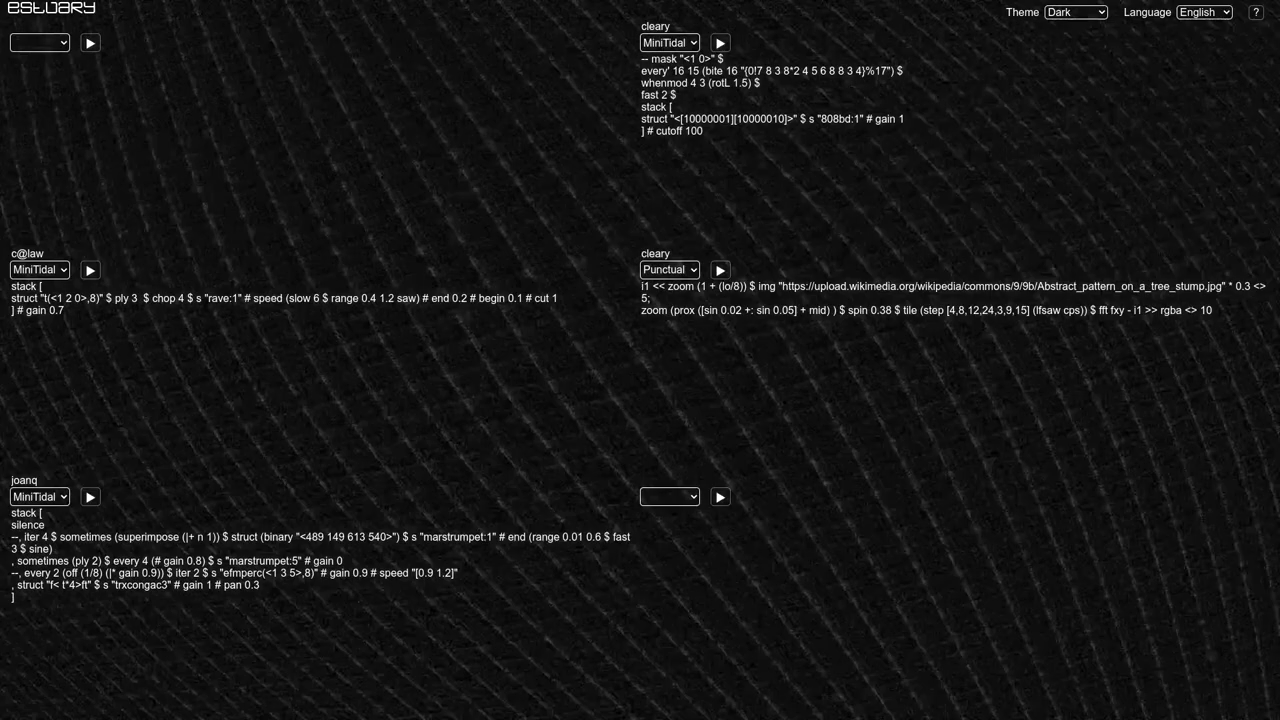 estuary
Theme Dark Language English ?
cleary
MiniTidal
-- mask "<1 0>" $
every' 16 15 (bite 16 "{0!7 8 3 8*2 4 5 6 8 8 3 4}%17") $
whenmod 4 3 (rotL 1.5) $
fast 2 $
stack [
struct "<[10000001][10000010]>" $ s "808bd:1" # gain 1
] # cutoff 100
c@law
MiniTidal
stack [
struct "t(<1 2 0>,8)" $ ply 3 $ chop 4 $ s "rave:1" # speed (slow 6 $ range 0.4 1.2 saw) # end 0.2 # begin 0.1 # cut 1
] # gain 0.7
cleary
Punctual
i1 << zoom (1 + (lo/8)) $ img "https://upload.wikimedia.org/wikipedia/commons/9/9b/Abstract_pattern_on_a_tree_stump.jpg" * 0.3 <>
5;
zoom (prox ([sin 0.02 +: sin 0.05] + mid) ) $ spin 0.38 $ tile (step [4,8,12,24,3,9,15] (lfsaw cps)) $ fft fxy - i1 >> rgba <> 10
joanq
MiniTidal
stack [
silence
--, iter 4 $ sometimes (superimpose (|+ n 1)) $ struct (binary "<489 149 613 540>") $ s "marstrumpet:1" # end (range 0.01 0.6 $ fast
3 $ sine)
, sometimes (ply 2) $ every 4 (# gain 0.8) $ s "marstrumpet:5" # gain 0
--, every 2 (off (1/8) (|* gain 0.9)) $ iter 2 $ s "efmperc(<1 3 5>,8)" # gain 0.9 # speed "[0.9 1.2]"
, struct "f< t*4>ft" $ s "trxcongac3" # gain 1 # pan 0.3
]